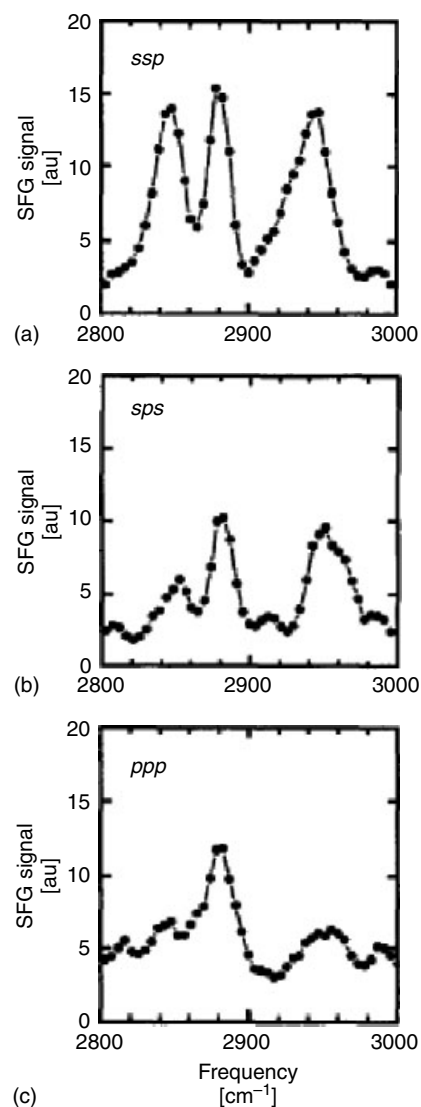 20
ssp
15
SFG signal
[au]
10
5
0
(a)
2800
2900
3000
20
sps
15
SFG signal
[au]
10
5
0
(b)
2800
2900
3000
20
ppp
15
SFG signal
[au]
10
5
0
2800
2900
3000
Frequency
(c)
[cm⁻¹]